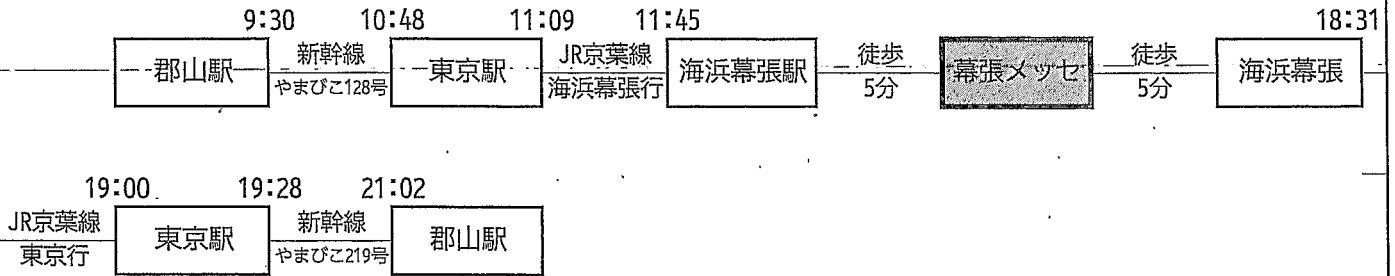 9:30 10:48 11:09 11:45 18:31
新幹線 JR京葉線 徒歩 徒歩
郡山駅 東京駅 海浜幕張駅 幕張メッセ 海浜幕張
やまびこ128号 海浜幕張行 5分 5分
19:00 19:28 21:02
JR京葉線 新幹線
東京駅 郡山駅
東京行 やまびこ219号